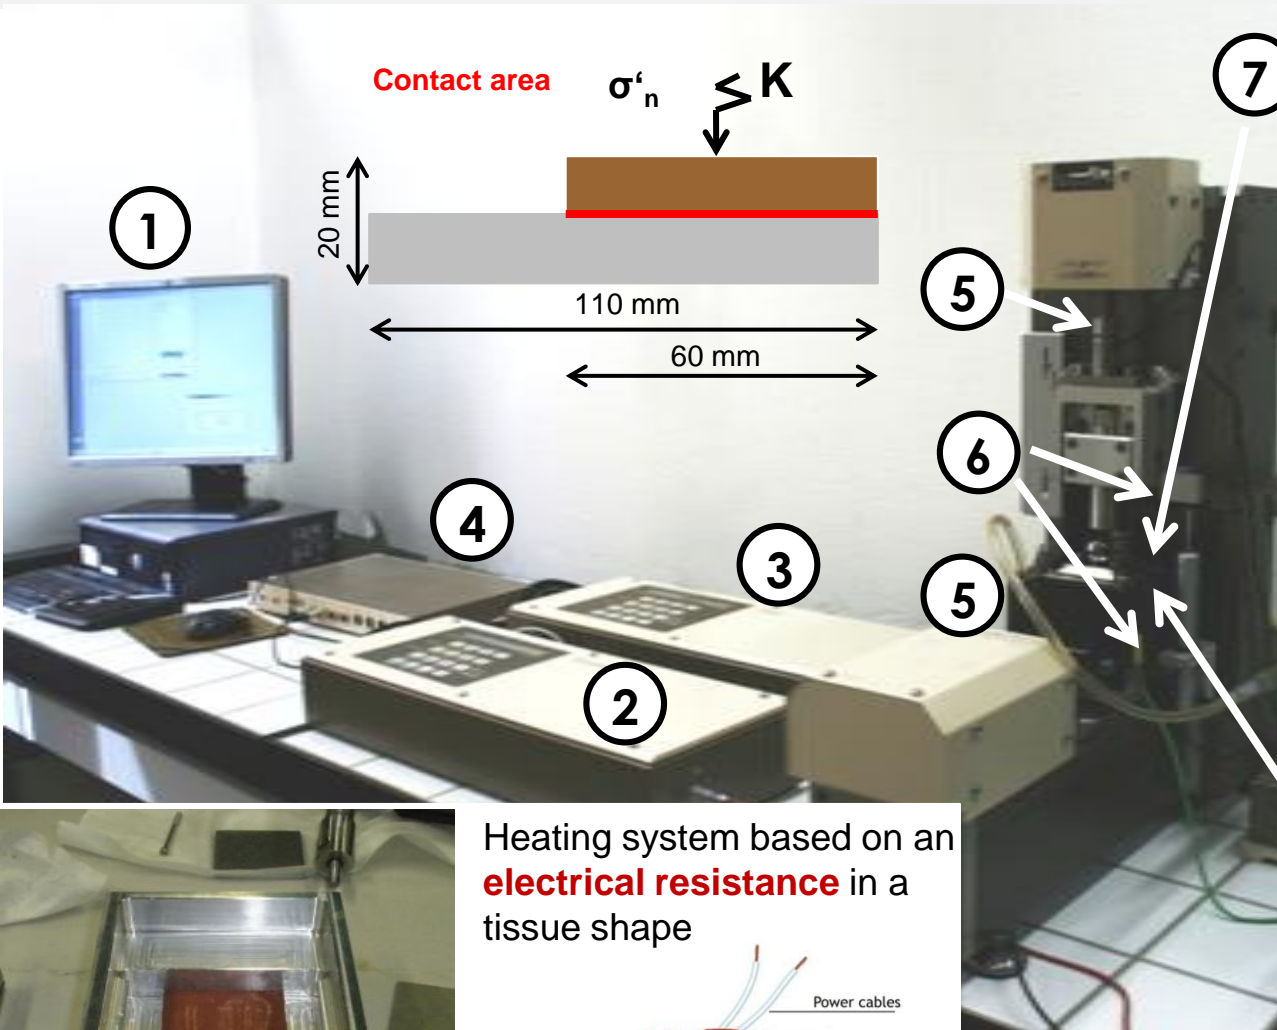 7
Contact area
σ‘n
K
20 mm
1
5
110 mm
60 mm
6
4
3
5
2
Heating system based on an
electrical resistance in a
tissue shape
Power cables